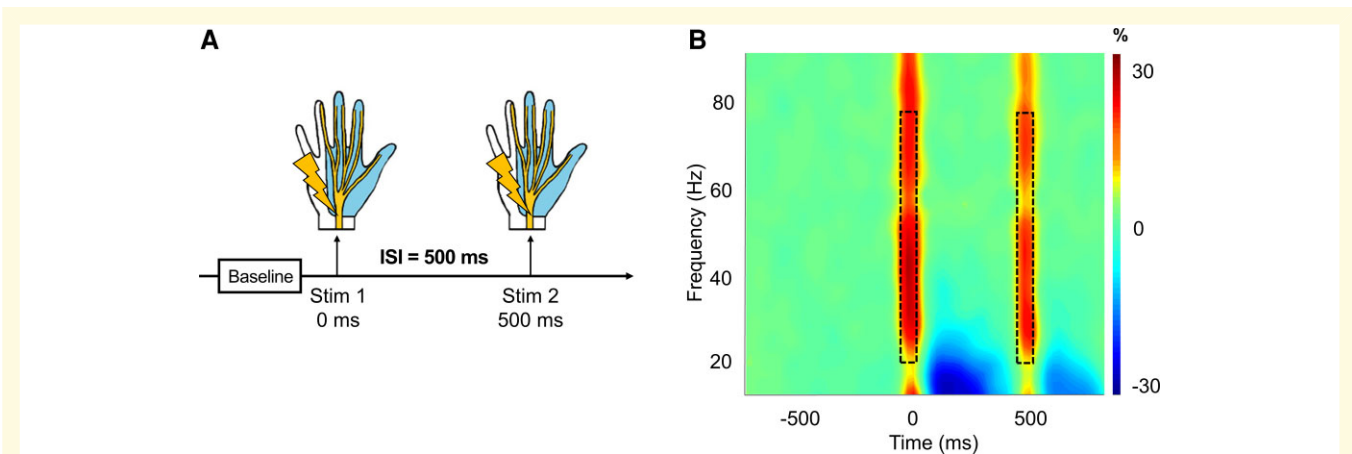 A
ISI = 500 ms
Baseline
Stim 1
0 ms
Stim 2
500 ms
B
%
30
0
-30
Frequency (Hz)
80
60
40
20
-500
0
500
Time (ms)